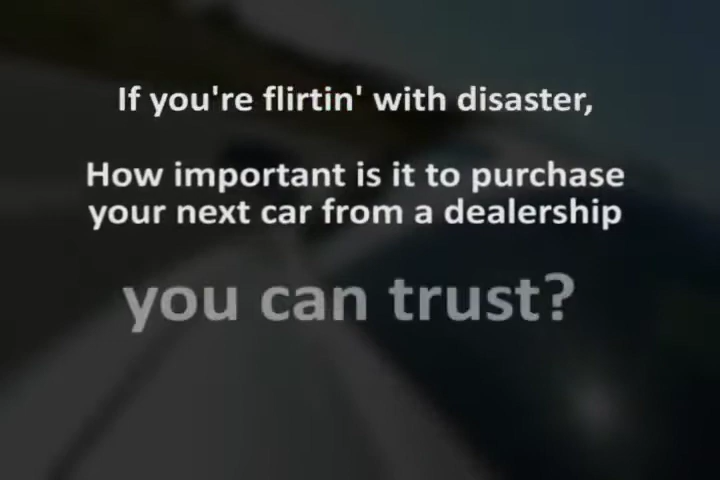 If you're flirtin' with disaster,
How important is it to purchase
your next car from a dealership
you can trust?